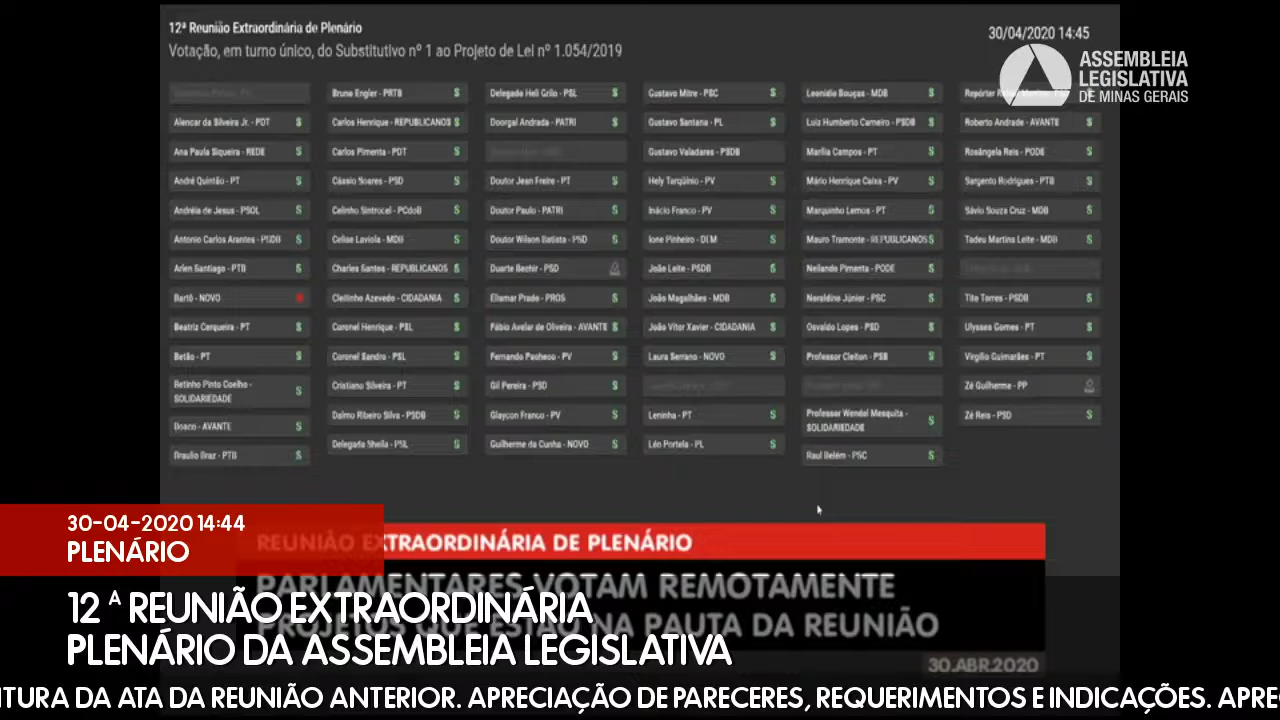 12ª Reunião Extraordinária de Plenário
Votação, em turno único, do Substitutivo nº 1 ao Projeto de Lei nº 1.054/2019
30/04/2020 14:45
ASSEMBLEIA
LEGISLATIVA
DE MINAS GERAIS
Alencar da Silveira Jr. - PDT S
Ana Paula Siqueira - REDE S
André Quintão - PT S
Andréia de Jesus - PSOL S
Antonio Carlos Arantes - PSDB S
Arlen Santiago - PTB S
Bartô - NOVO
Beatriz Cerqueira - PT S
Betão - PT S
Betinho Pinto Coelho -
SOLIDARIEDADE S
Bosco - AVANTE S
Braulio Braz - PTB S
Bruno Engler - PRTB S
Carlos Henrique - REPUBLICANOS S
Carlos Pimenta - PDT S
Cássio Soares - PSD S
Celinho Sintrocel - PCdoB S
Celise Laviola - MDB S
Charles Santos - REPUBLICANOS S
Cleitinho Azevedo - CIDADANIA S
Coronel Henrique - PSL S
Coronel Sandro - PSL S
Cristiano Silveira - PT S
Dalmo Ribeiro Silva - PSDB S
Delegada Sheila - PSL S
Delegado Heli Grilo - PSL S
Doorgal Andrada - PATRI S
Doutor Jean Freire - PT S
Doutor Paulo - PATRI S
Doutor Wilson Batista - PSD S
Duarte Bechir - PSD
Elismar Prado - PROS S
Fábio Avelar de Oliveira - AVANTE S
Fernando Pacheco - PV S
Gil Pereira - PSD S
Glaycon Franco - PV S
Guilherme da Cunha - NOVO S
Gustavo Mitre - PSC S
Gustavo Santana - PL S
Gustavo Valadares - PSDB
Hely Tarqüínio - PV S
Inácio Franco - PV S
Ione Pinheiro - DEM S
João Leite - PSDB S
João Magalhães - MDB S
João Vítor Xavier - CIDADANIA S
Laura Serrano - NOVO S
Leninha - PT S
Léo Portela - PL S
Leonídio Bouças - MDB S
Luiz Humberto Carneiro - PSDB S
Marília Campos - PT S
Mário Henrique Caixa - PV S
Marquinho Lemos - PT S
Mauro Tramonte - REPUBLICANOS S
Neilando Pimenta - PODE S
Noraldino Júnior - PSC S
Osvaldo Lopes - PSD S
Professor Cleiton - PSB S
Professor Wendel Mesquita -
SOLIDARIEDADE S
Raul Belém - PSC S
Repórter
Roberto Andrade - AVANTE S
Rosângela Reis - PODE S
Sargento Rodrigues - PTB S
Sávio Souza Cruz - MDB S
Tadeu Martins Leite - MDB S
Tito Torres - PSDB S
Ulysses Gomes - PT S
Virgílio Guimarães - PT S
Zé Guilherme - PP
Zé Reis - PSD S
30-04-2020 14:44
PLENÁRIO
REUNIÃO EXTRAORDINÁRIA DE PLENÁRIO
PARLAMENTARES VOTAM REMOTAMENTE
PROJETOS QUE ESTÃO NA PAUTA DA REUNIÃO
30.ABR.2020
12 ª REUNIÃO EXTRAORDINÁRIA
PLENÁRIO DA ASSEMBLEIA LEGISLATIVA
ITURA DA ATA DA REUNIÃO ANTERIOR. APRECIAÇÃO DE PARECERES, REQUERIMENTOS E INDICAÇÕES. APRE